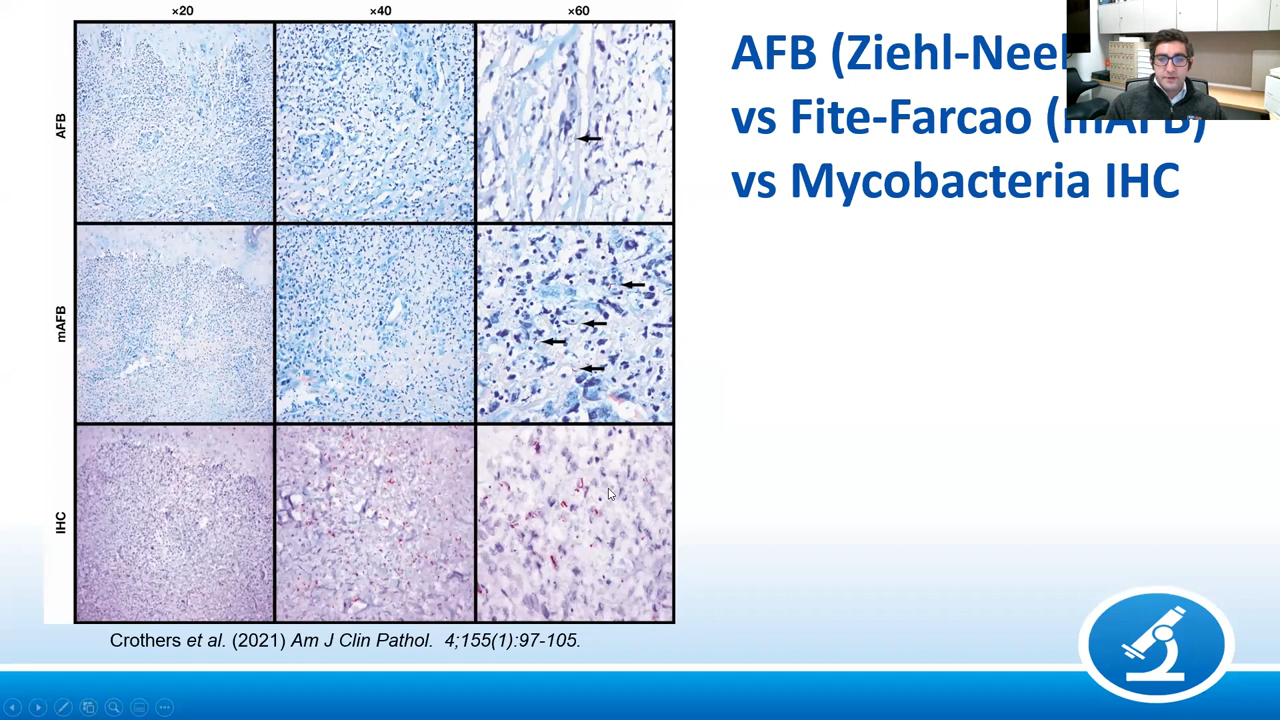 ×20 ×40 ×60
AFB
mAFB
IHC
AFB (Ziehl-Neel
vs Fite-Farcao (mAFB)
vs Mycobacteria IHC
Crothers et al. (2021) Am J Clin Pathol. 4;155(1):97-105.